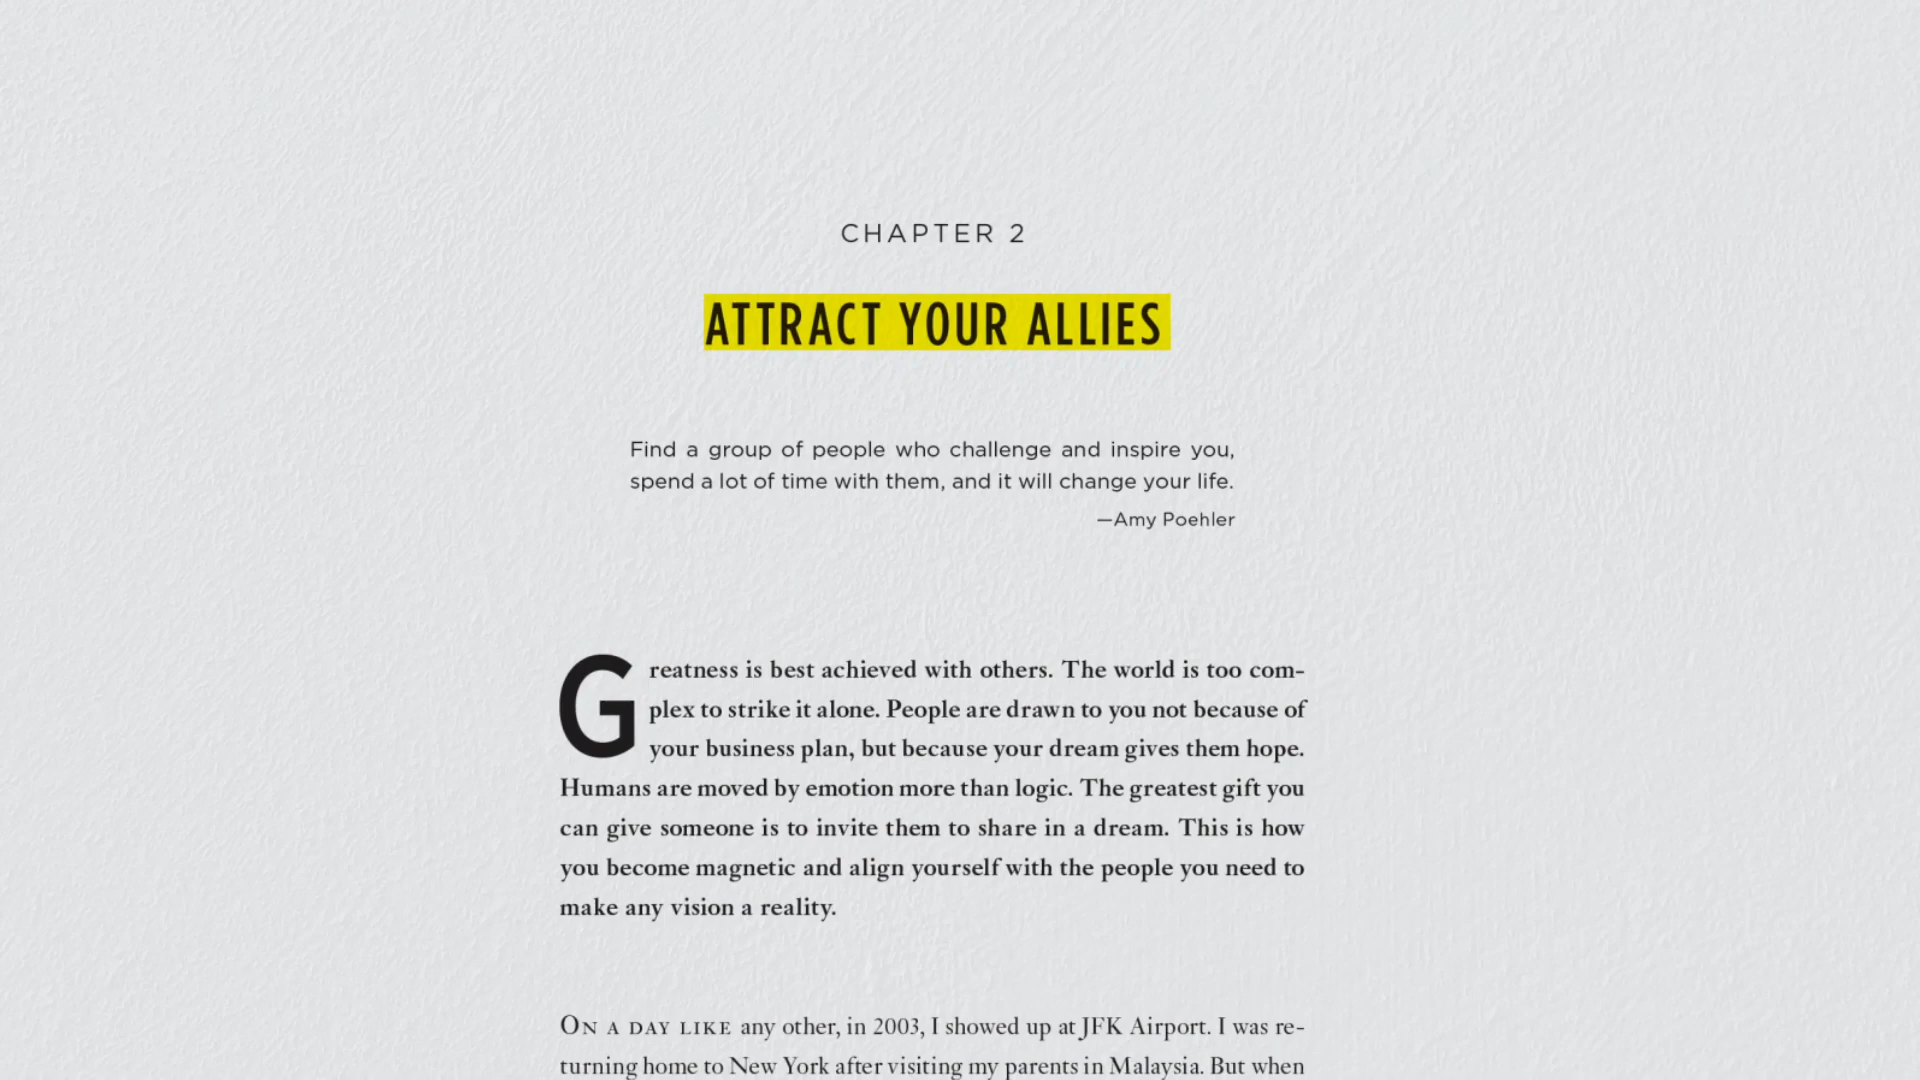 CHAPTER 2
ATTRACT YOUR ALLIES
Find a group of people who challenge and inspire you,
spend a lot of time with them, and it will change your life.
—Amy Poehler
Greatness is best achieved with others. The world is too com-
plex to strike it alone. People are drawn to you not because of
your business plan, but because your dream gives them hope.
Humans are moved by emotion more than logic. The greatest gift you
can give someone is to invite them to share in a dream. This is how
you become magnetic and align yourself with the people you need to
make any vision a reality.
On a day like any other, in 2003, I showed up at JFK Airport. I was re-
turning home to New York after visiting my parents in Malaysia. But when